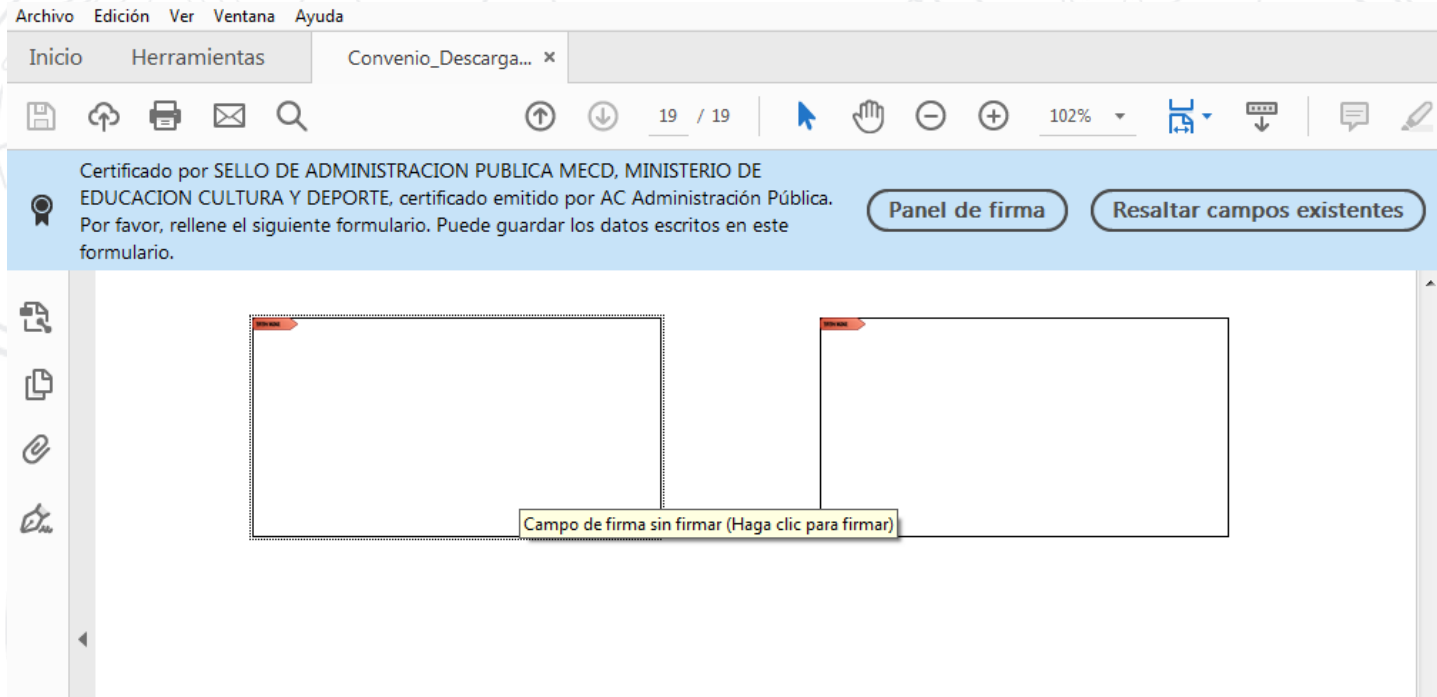 Archivo Edición Ver Ventana Ayuda
Inicio Herramientas Convenio_Descarga... ×
19 / 19 102%
Certificado por SELLO DE ADMINISTRACION PUBLICA MECD, MINISTERIO DE
EDUCACION CULTURA Y DEPORTE, certificado emitido por AC Administración Pública.
Por favor, rellene el siguiente formulario. Puede guardar los datos escritos en este
formulario.
Panel de firma
Resaltar campos existentes
Campo de firma sin firmar (Haga clic para firmar)